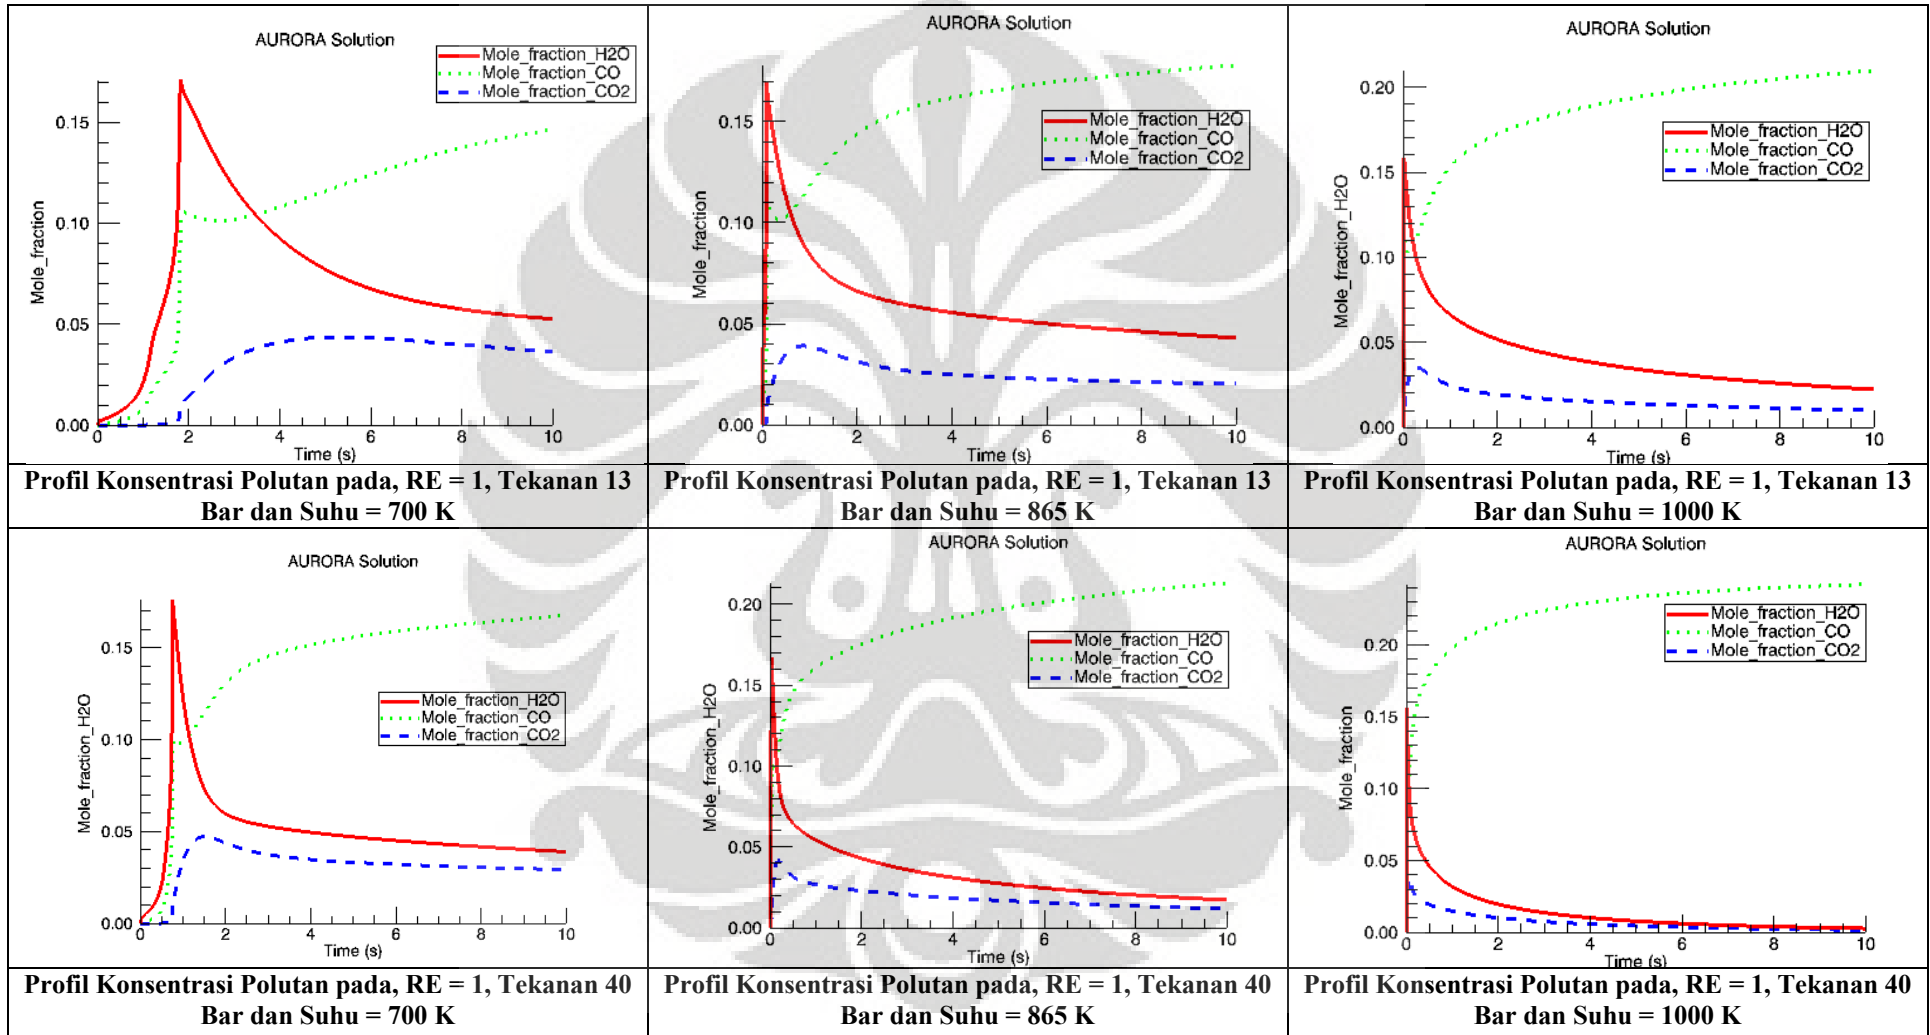 AURORA Solution
Mole_fraction_H2O
Mole_fraction_CO
Mole_fraction_CO2
Mole_fraction
0.15
0.10
0.05
0.00
0 2 4 6 8 10
Time (s)
Profil Konsentrasi Polutan pada, RE = 1, Tekanan 13
Bar dan Suhu = 700 K
AURORA Solution
Mole_fraction_H2O
Mole_fraction_CO
Mole_fraction_CO2
Mole_fraction
0.15
0.10
0.05
0.00
0 2 4 6 8 10
Time (s)
Profil Konsentrasi Polutan pada, RE = 1, Tekanan 13
Bar dan Suhu = 865 K
AURORA Solution
Mole_fraction_H2O
Mole_fraction_CO
Mole_fraction_CO2
Mole_fraction_H2O
0.20
0.15
0.10
0.05
0.00
0 2 4 6 8 10
Time (s)
Profil Konsentrasi Polutan pada, RE = 1, Tekanan 13
Bar dan Suhu = 1000 K
AURORA Solution
Mole_fraction_H2O
Mole_fraction_CO
Mole_fraction_CO2
Mole_fraction_H2O
0.15
0.10
0.05
0.00
0 2 4 6 8 10
Time (s)
Profil Konsentrasi Polutan pada, RE = 1, Tekanan 40
Bar dan Suhu = 700 K
AURORA Solution
Mole_fraction_H2O
Mole_fraction_CO
Mole_fraction_CO2
Mole_fraction_H2O
0.20
0.15
0.10
0.05
0.00
0 2 4 6 8 10
Time (s)
Profil Konsentrasi Polutan pada, RE = 1, Tekanan 40
Bar dan Suhu = 865 K
AURORA Solution
Mole_fraction_H2O
Mole_fraction_CO
Mole_fraction_CO2
Mole_fraction
0.20
0.15
0.10
0.05
0.00
0 2 4 6 8 10
Time (s)
Profil Konsentrasi Polutan pada, RE = 1, Tekanan 40
Bar dan Suhu = 1000 K